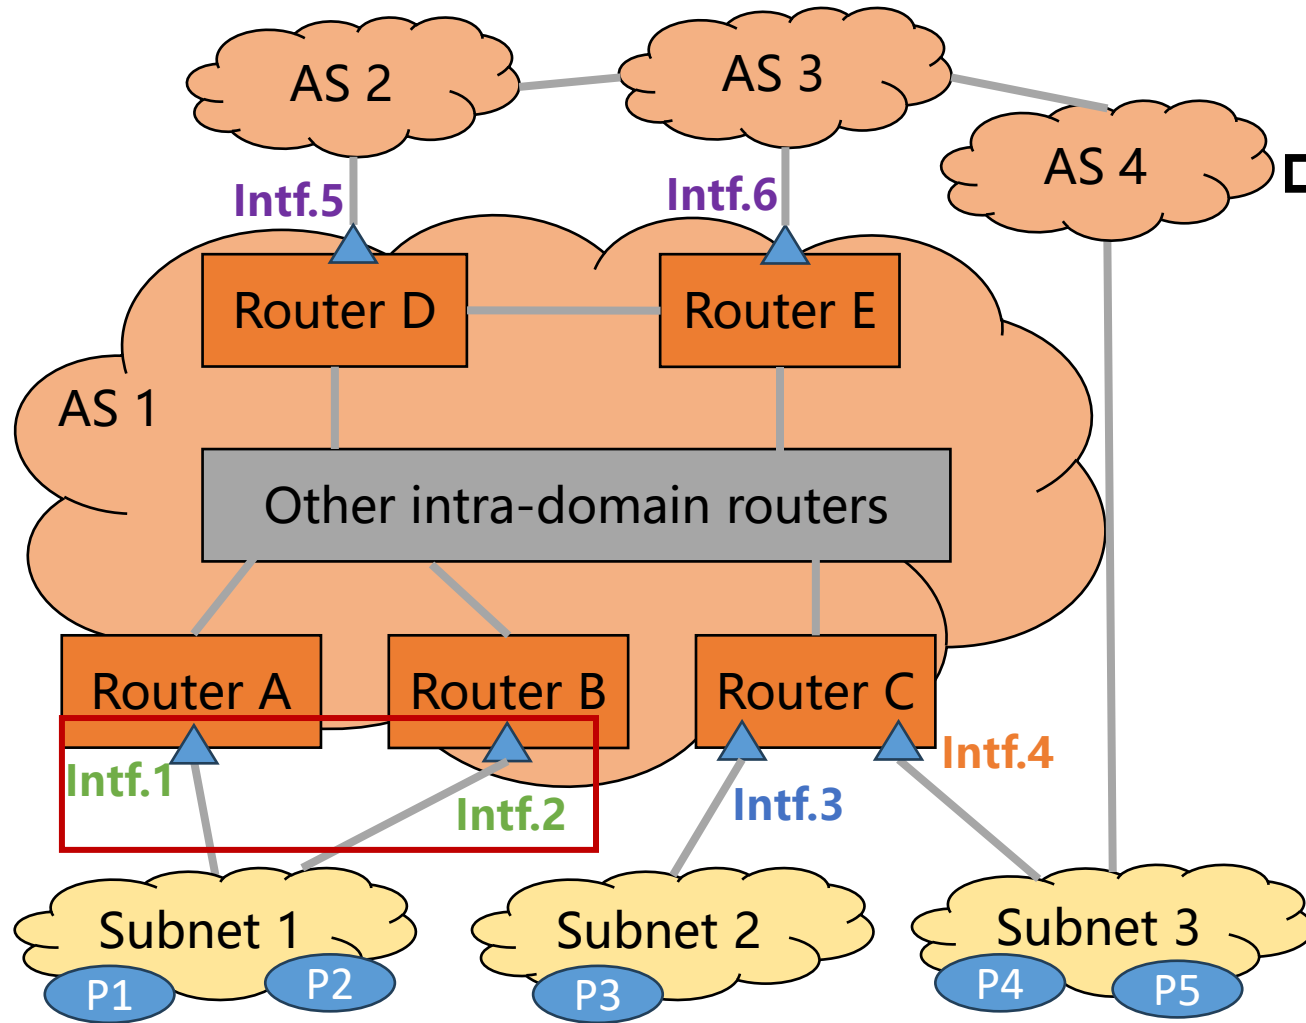 AS 2
AS 3
AS 4
Intf.5
Intf.6
Router D
Router E
AS 1
Other intra-domain routers
Router A
Router B
Router C
Intf.1
Intf.2
Intf.3
Intf.4
Subnet 1
Subnet 2
Subnet 3
P1
P2
P3
P4
P5